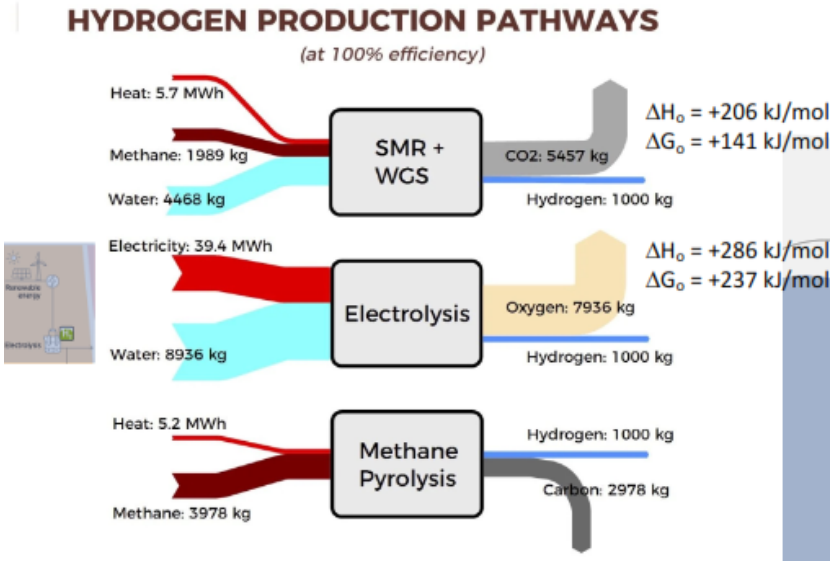 HYDROGEN PRODUCTION PATHWAYS
(at 100% efficiency)
Heat: 5.7 MWh
Methane: 1989 kg
Water: 4468 kg
SMR +
WGS
CO2: 5457 kg
Hydrogen: 1000 kg
ΔHₒ = +206 kJ/mol
ΔGₒ = +141 kJ/mol
Renewable
energy
Electrolysis
Electricity: 39.4 MWh
Water: 8936 kg
Electrolysis
Oxygen: 7936 kg
Hydrogen: 1000 kg
ΔHₒ = +286 kJ/mol
ΔGₒ = +237 kJ/mol
Heat: 5.2 MWh
Methane: 3978 kg
Methane
Pyrolysis
Hydrogen: 1000 kg
Carbon: 2978 kg